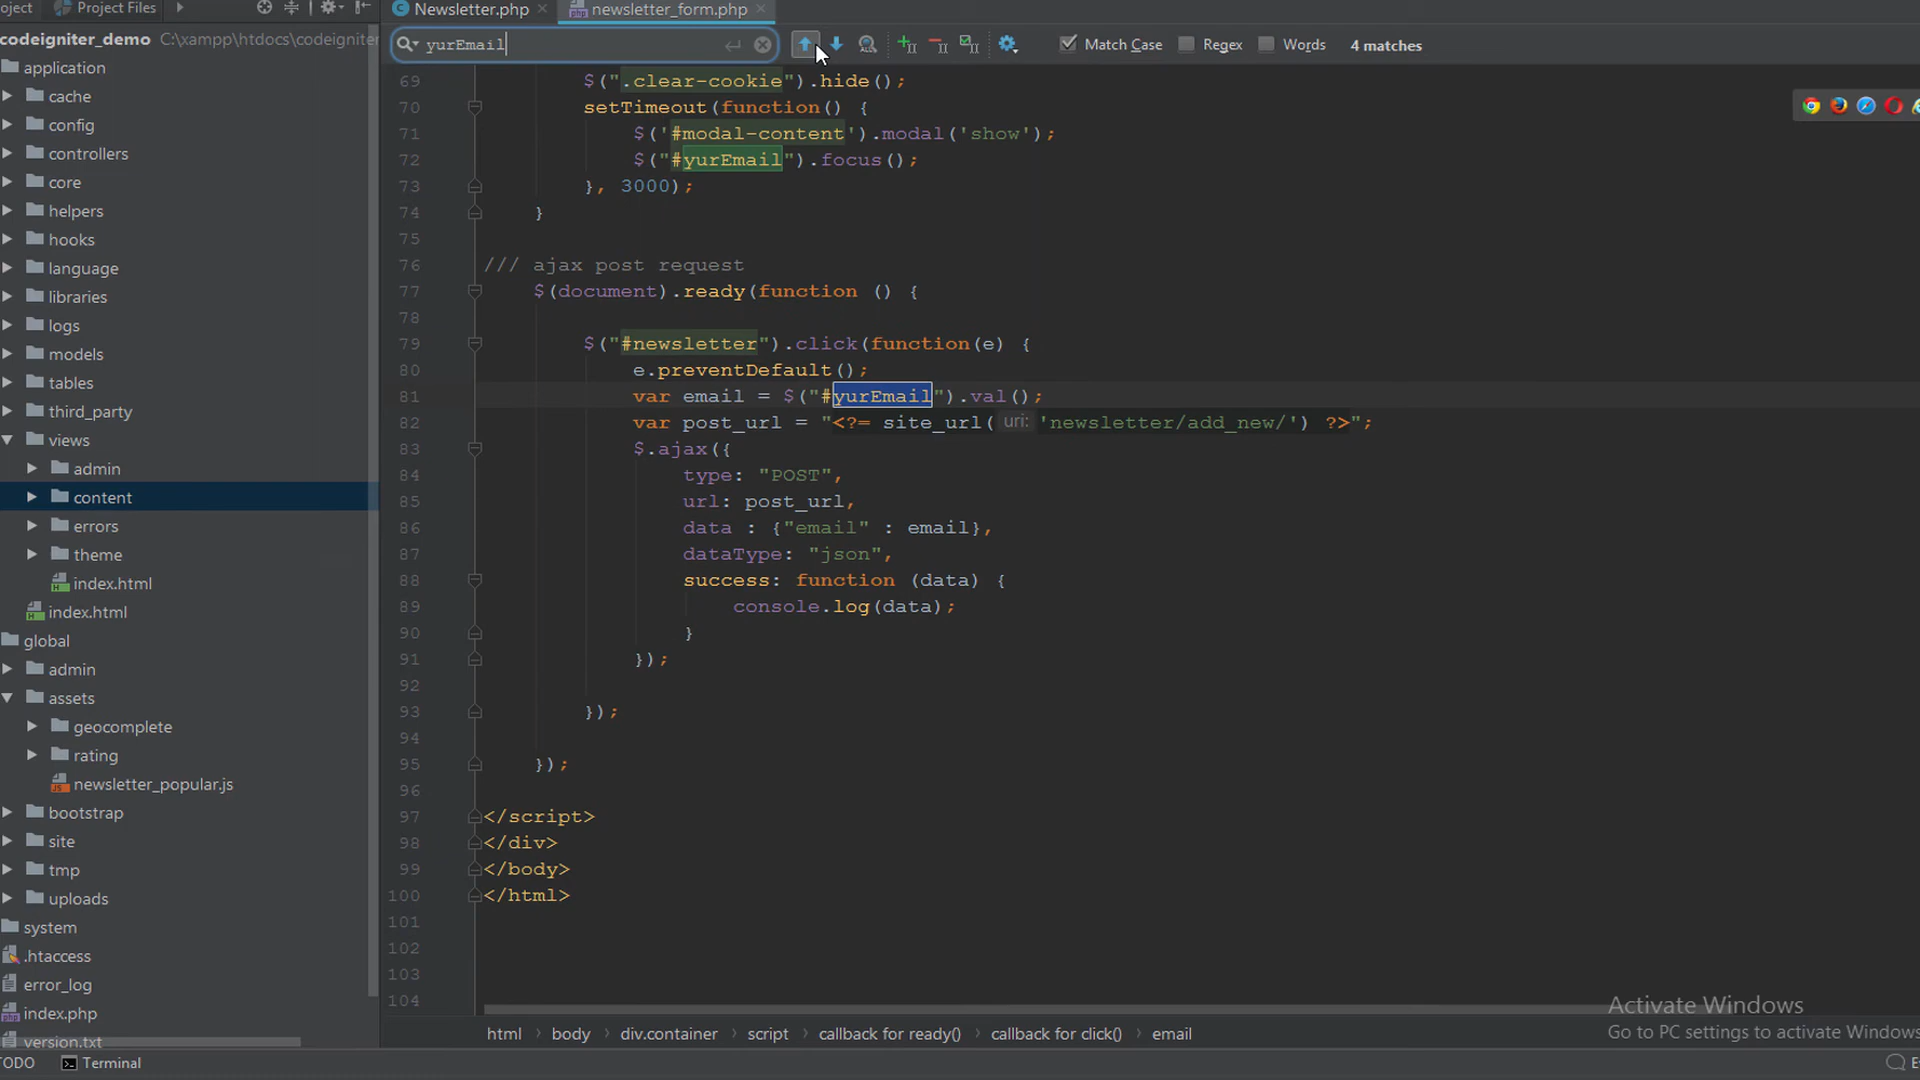 oject
Project Files
Newsletter.php
newsletter_form.php
codeigniter_demo C:\xampp\htdocs\codeigniter
yurEmail
Match Case
Regex
Words
4 matches
application
cache
config
controllers
core
helpers
hooks
language
libraries
logs
models
tables
third_party
views
admin
content
errors
theme
index.html
index.html
global
admin
assets
geocomplete
rating
newsletter_popular.js
bootstrap
site
tmp
uploads
system
.htaccess
error_log
index.php
version.txt
69 $(".clear-cookie").hide();
70 setTimeout(function() {
71 $('#modal-content').modal('show');
72 $("#yurEmail").focus();
73 }, 3000);
74 }
75
76 /// ajax post request
77 $(document).ready(function () {
78
79 $("#newsletter").click(function(e) {
80 e.preventDefault();
81 var email = $("#yurEmail").val();
82 var post_url = "<?= site_url( uri: 'newsletter/add_new/') ?>";
83 $.ajax({
84 type: "POST",
85 url: post_url,
86 data : {"email" : email},
87 dataType: "json",
88 success: function (data) {
89 console.log(data);
90 }
91 });
92
93 });
94
95 });
96
97 </script>
98 </div>
99 </body>
100 </html>
101
102
103
104
Activate Windows
Go to PC settings to activate Windows
html body div.container script callback for ready() callback for click() email
TODO
Terminal